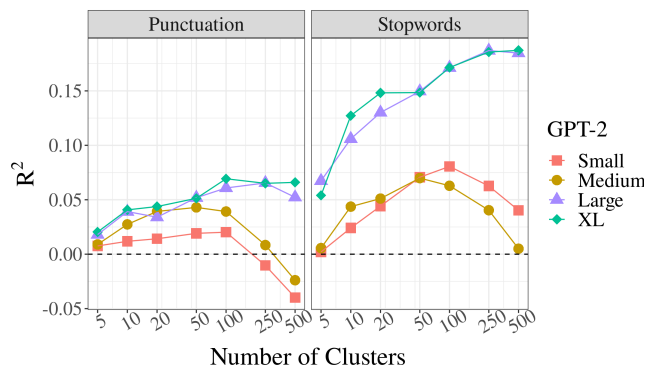 Punctuation Stopwords
R²
0.15
0.10
0.05
0.00
-0.05
5 10 20 50 100 250 500 5 10 20 50 100 250 500
Number of Clusters
GPT-2
Small
Medium
Large
XL